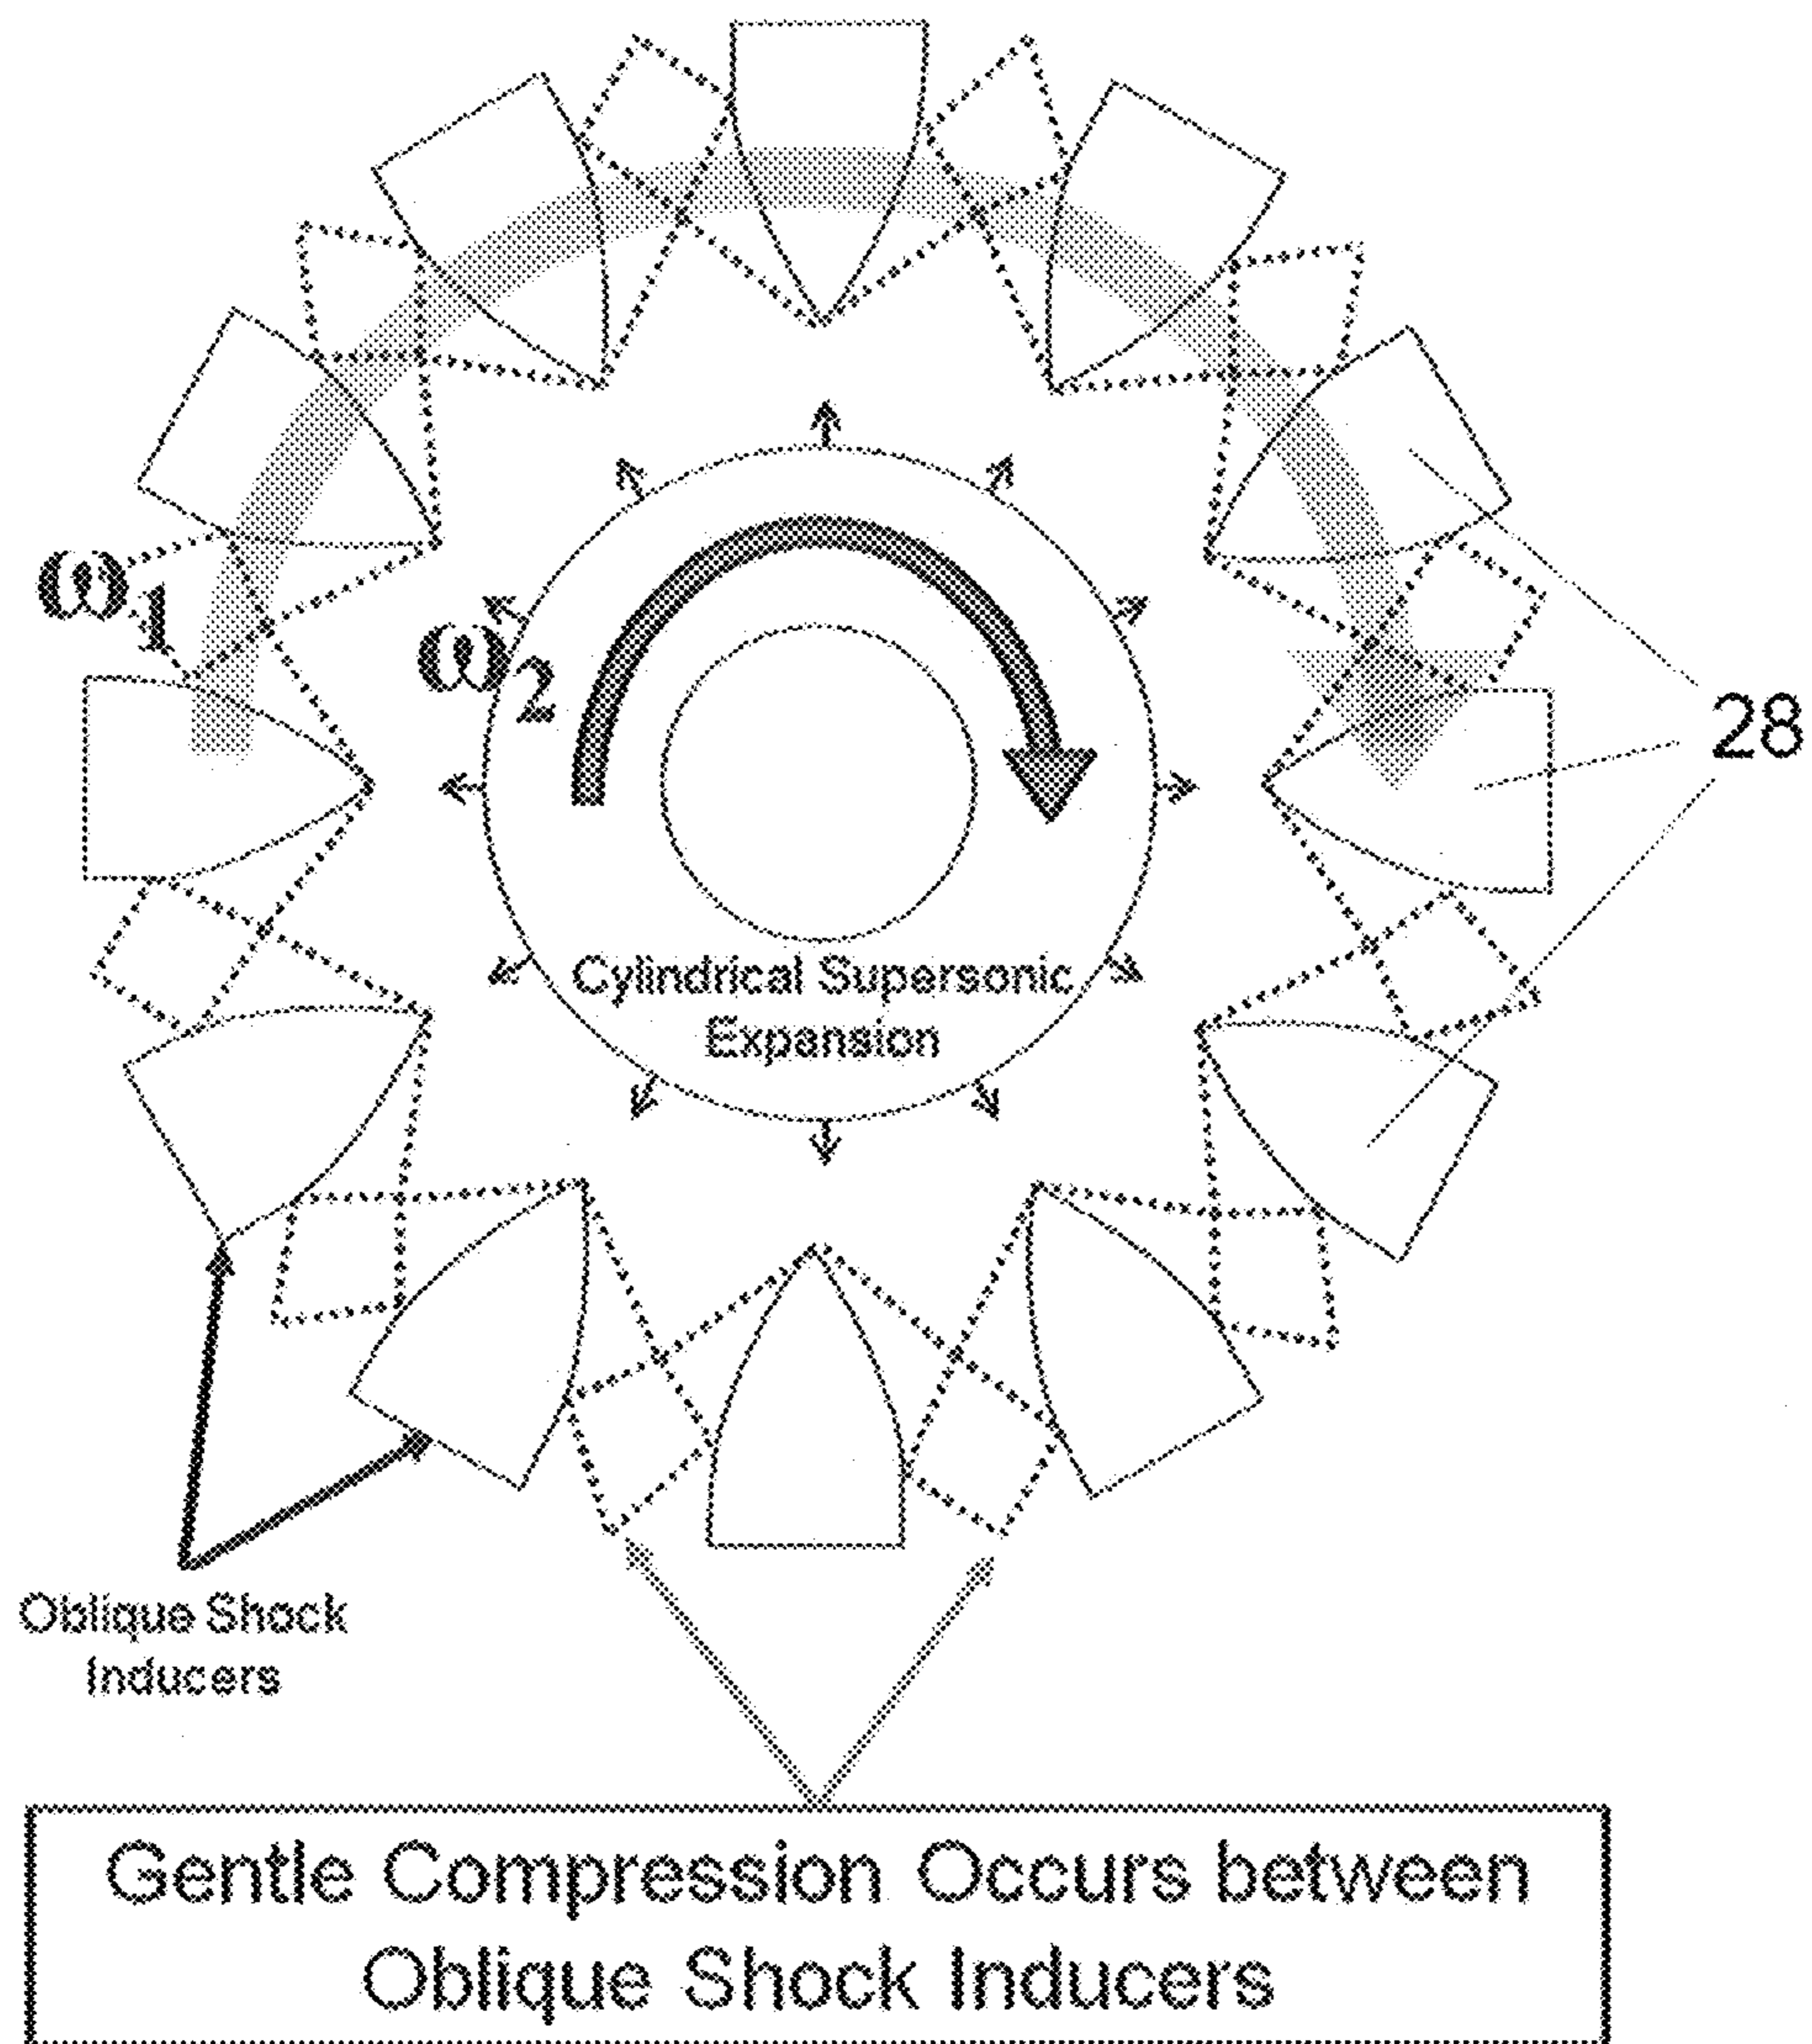 ω1
ω2
28
Cylindrical Supersonic
Expansion
Oblique Shock
Inducers
Gentle Compression Occurs between
Oblique Shock Inducers